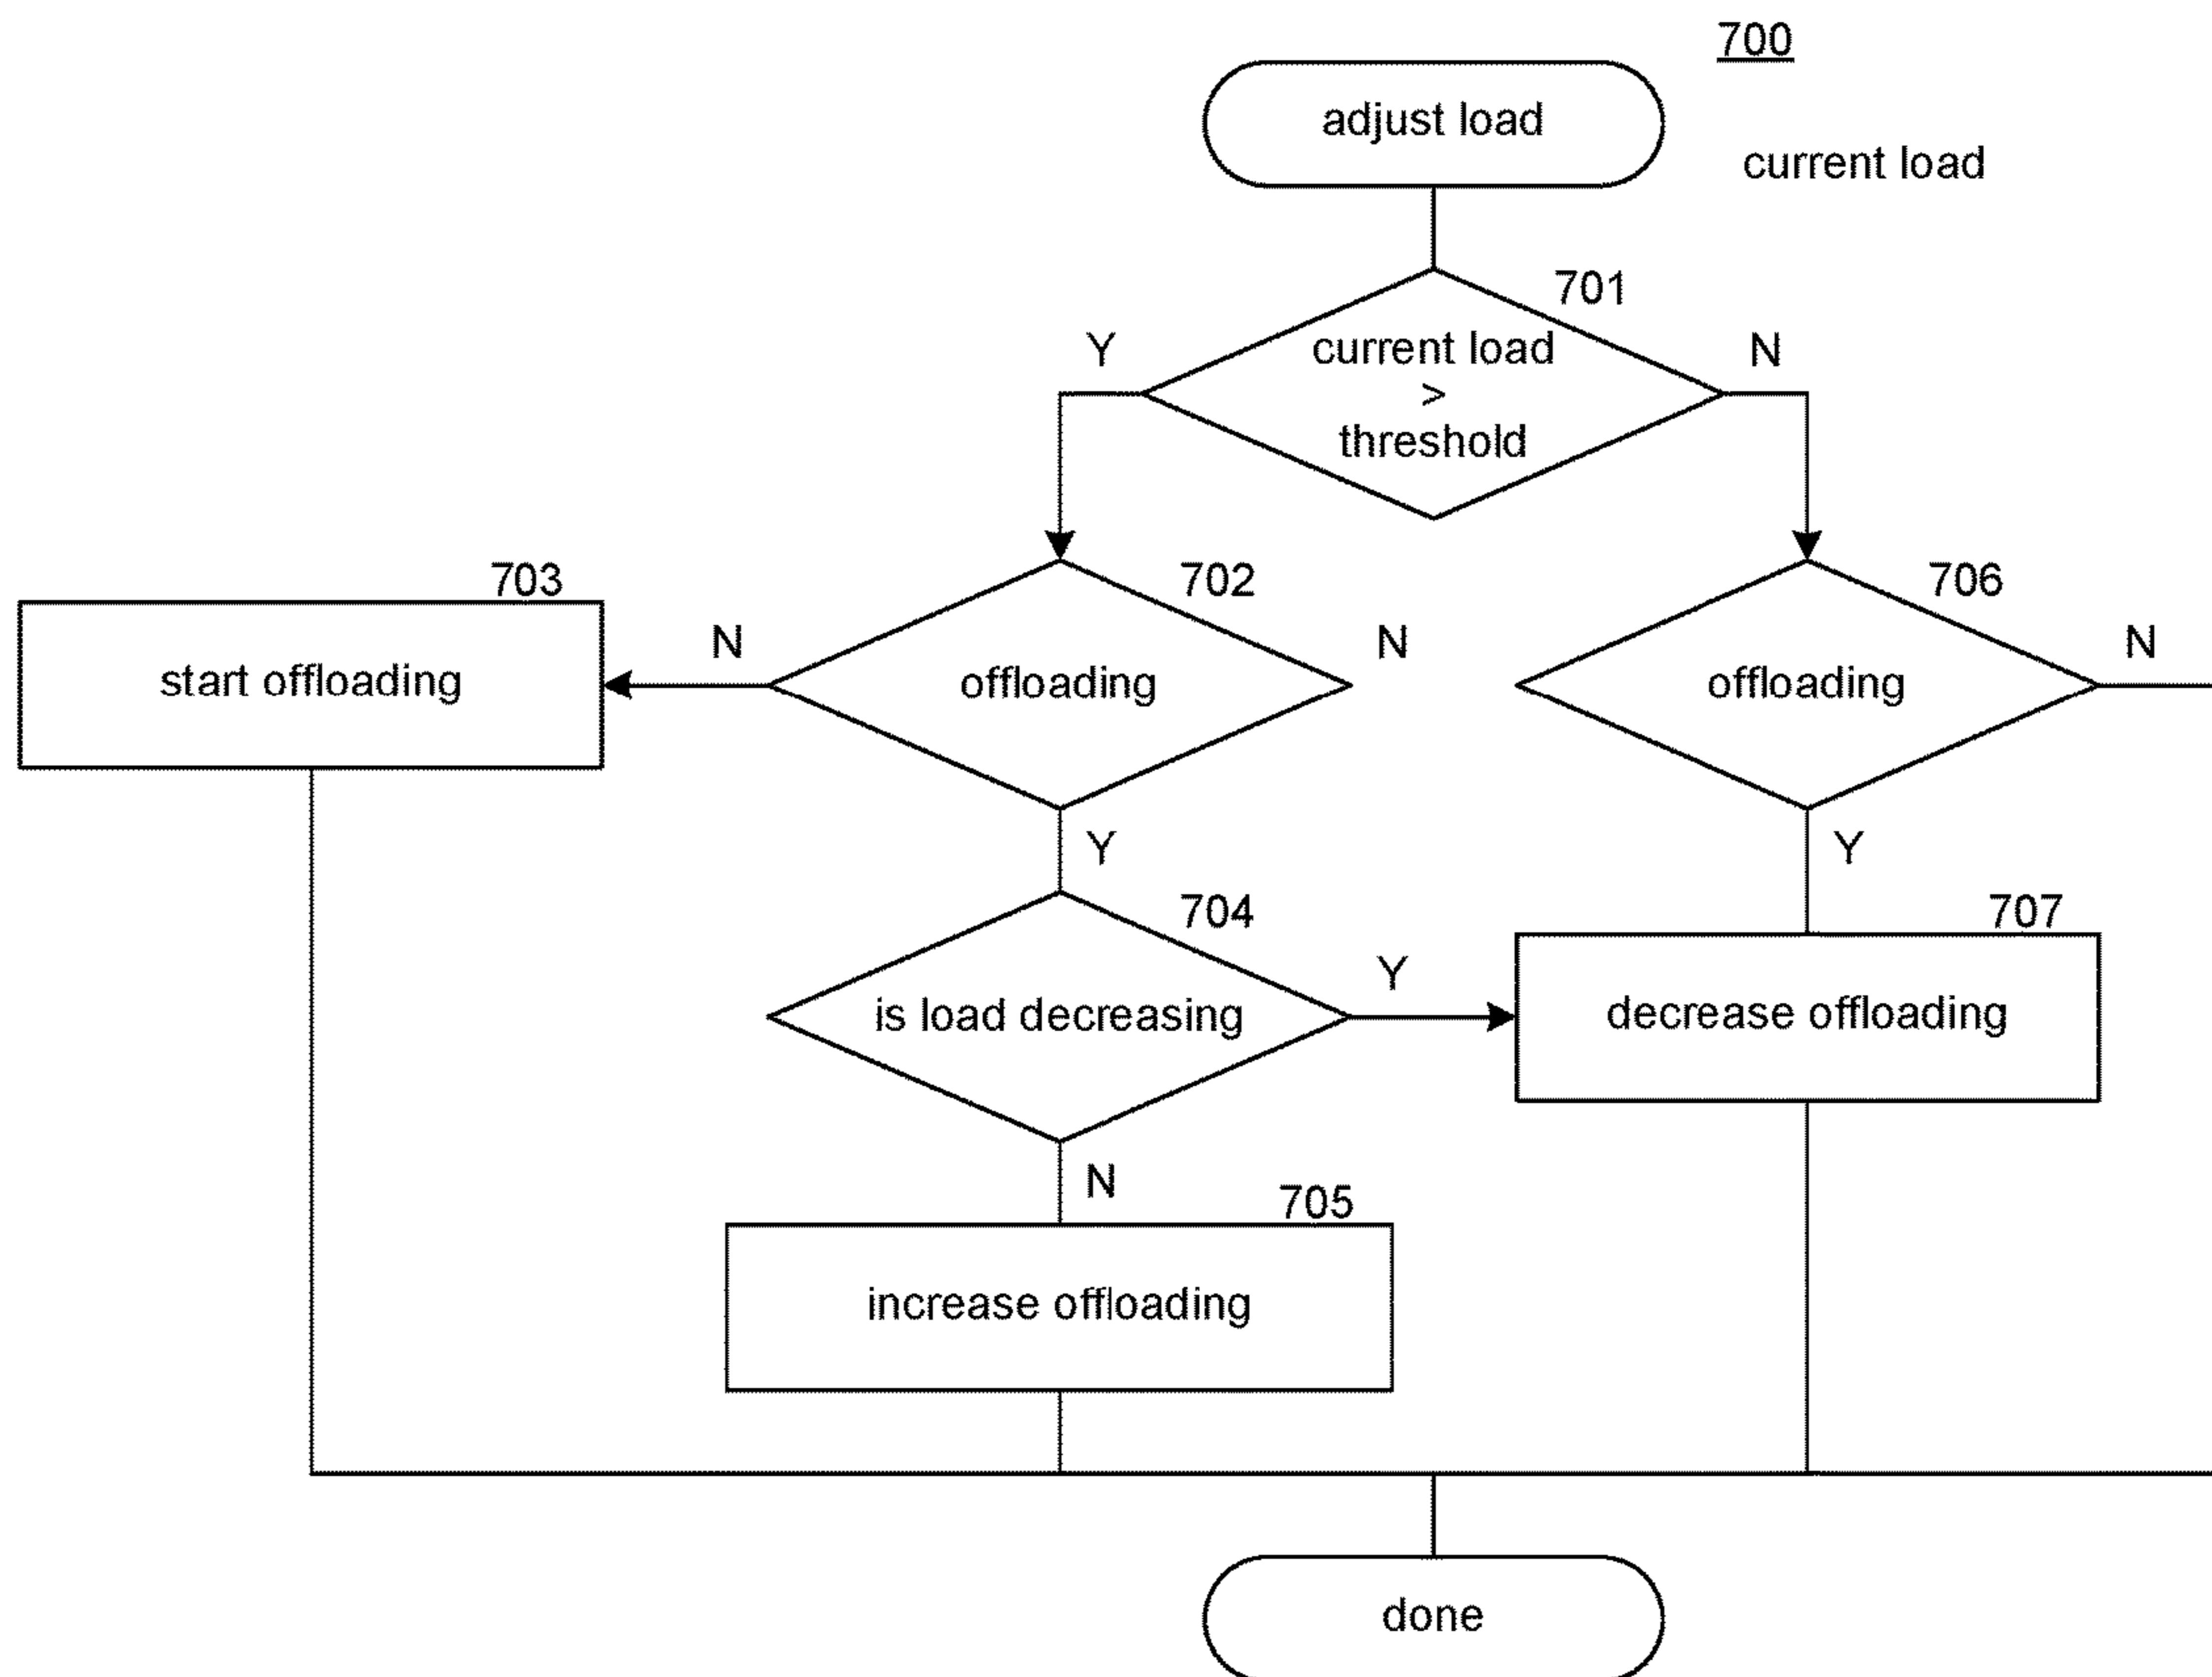 700
adjust load
current load
701
Y
current load
>
threshold
N
703
702
706
N
N
N
start offloading
offloading
offloading
Y
Y
704
707
Y
is load decreasing
decrease offloading
N
705
increase offloading
done